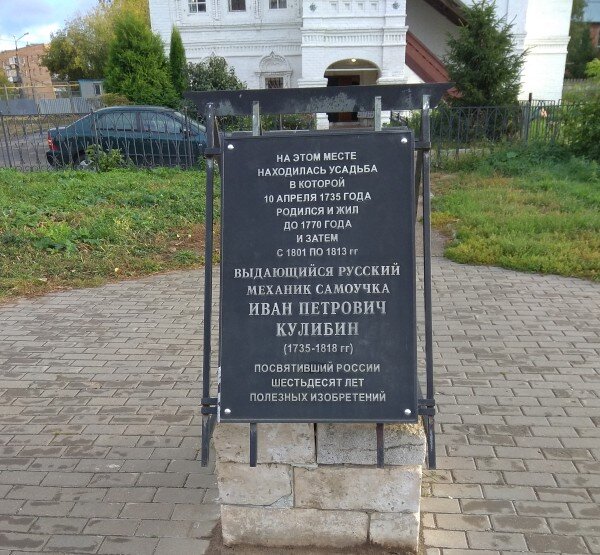 НА ЭТОМ МЕСТЕ
НАХОДИЛАСЬ УСАДЬБА
В КОТОРОЙ
10 АПРЕЛЯ 1735 ГОДА
РОДИЛСЯ И ЖИЛ
ДО 1770 ГОДА
И ЗАТЕМ
С 1801 ПО 1813 гг
ВЫДАЮЩИЙСЯ РУССКИЙ
МЕХАНИК САМОУЧКА
ИВАН ПЕТРОВИЧ
КУЛИБИН
(1735-1818 гг)
ПОСВЯТИВШИЙ РОССИИ
ШЕСТЬДЕСЯТ ЛЕТ
ПОЛЕЗНЫХ ИЗОБРЕТЕНИЙ